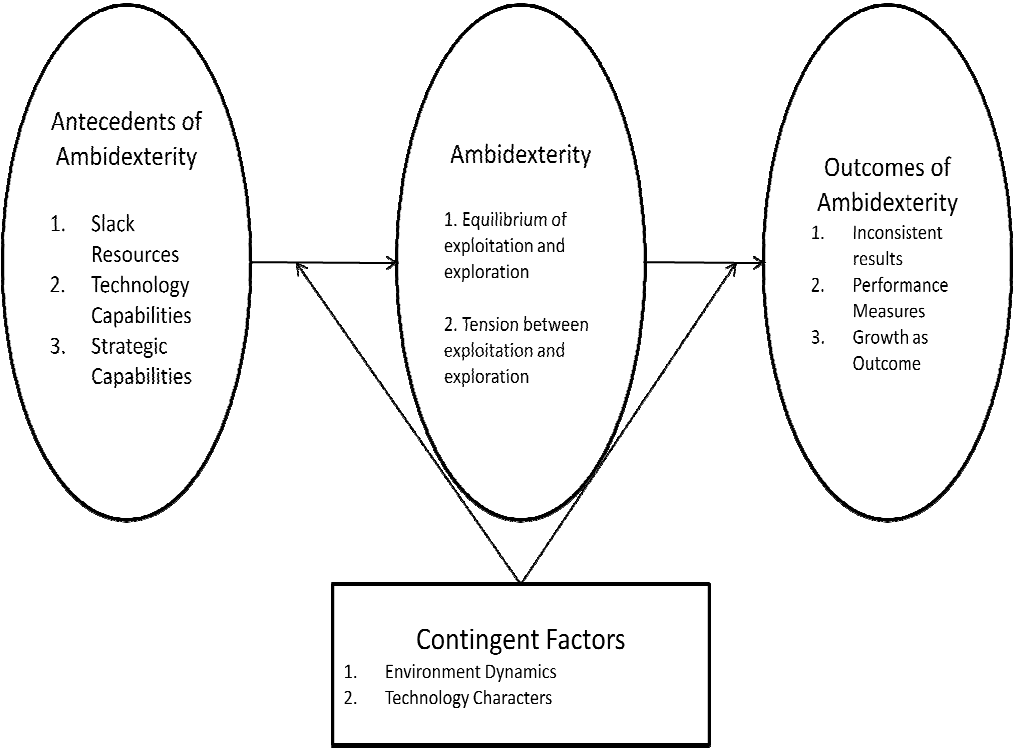 Antecedents of
Ambidexterity
1. Slack
Resources
2. Technology
Capabilities
3. Strategic
Capabilities
Ambidexterity
1. Equilibrium of
exploitation and
exploration
2. Tension between
exploitation and
exploration
Outcomes of
Ambidexterity
1. Inconsistent
results
2. Performance
Measures
3. Growth as
Outcome
Contingent Factors
1. Environment Dynamics
2. Technology Characters